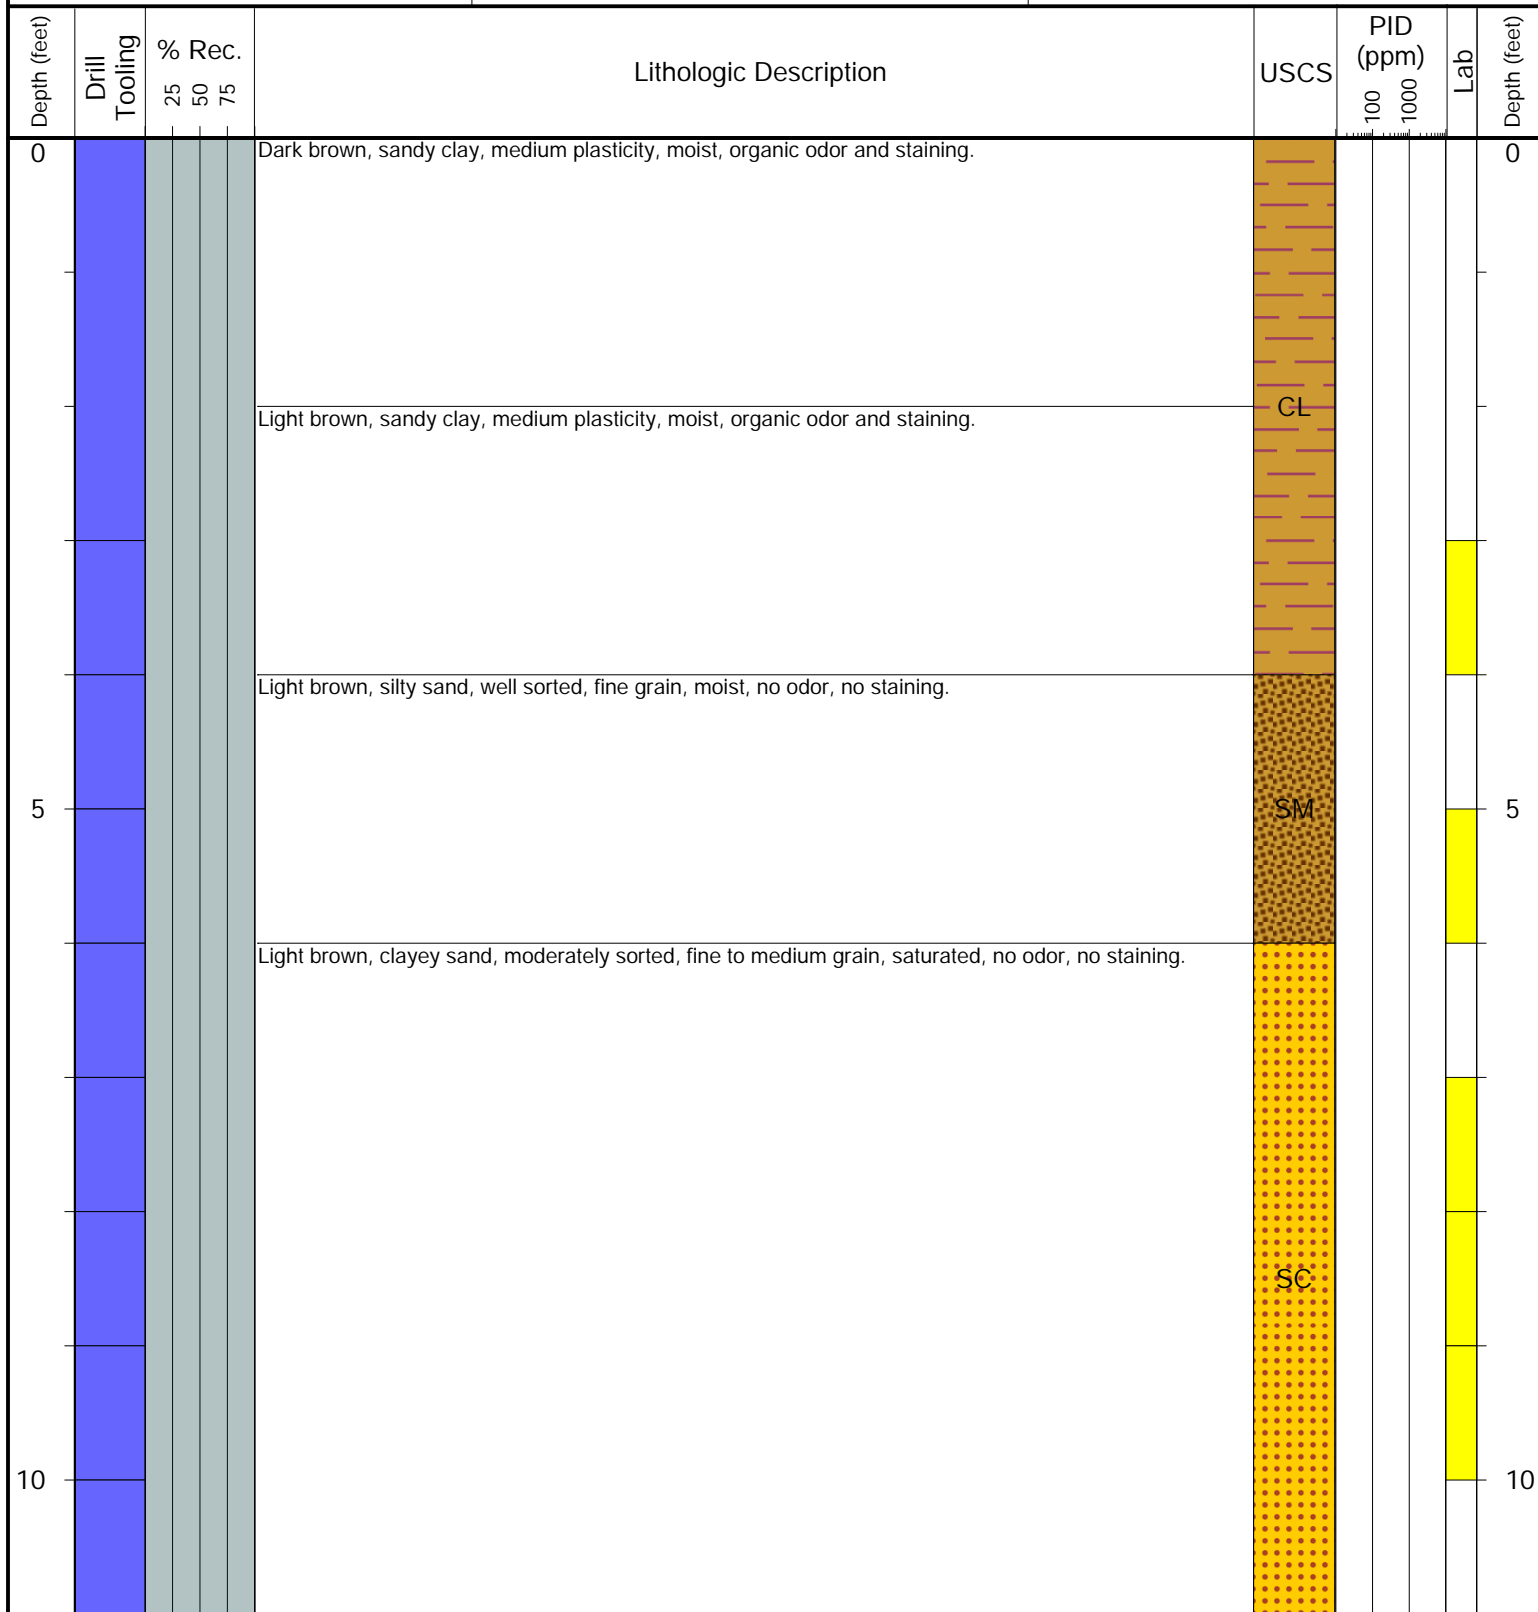 Depth (feet)
Drill
Tooling
% Rec.
25
50
75
Lithologic Description
USCS
PID
(ppm)
100
1000
Lab
Depth (feet)
0
Dark brown, sandy clay, medium plasticity, moist, organic odor and staining.
0
CL
Light brown, sandy clay, medium plasticity, moist, organic odor and staining.
Light brown, silty sand, well sorted, fine grain, moist, no odor, no staining.
5
SM
5
Light brown, clayey sand, moderately sorted, fine to medium grain, saturated, no odor, no staining.
SC
10
10